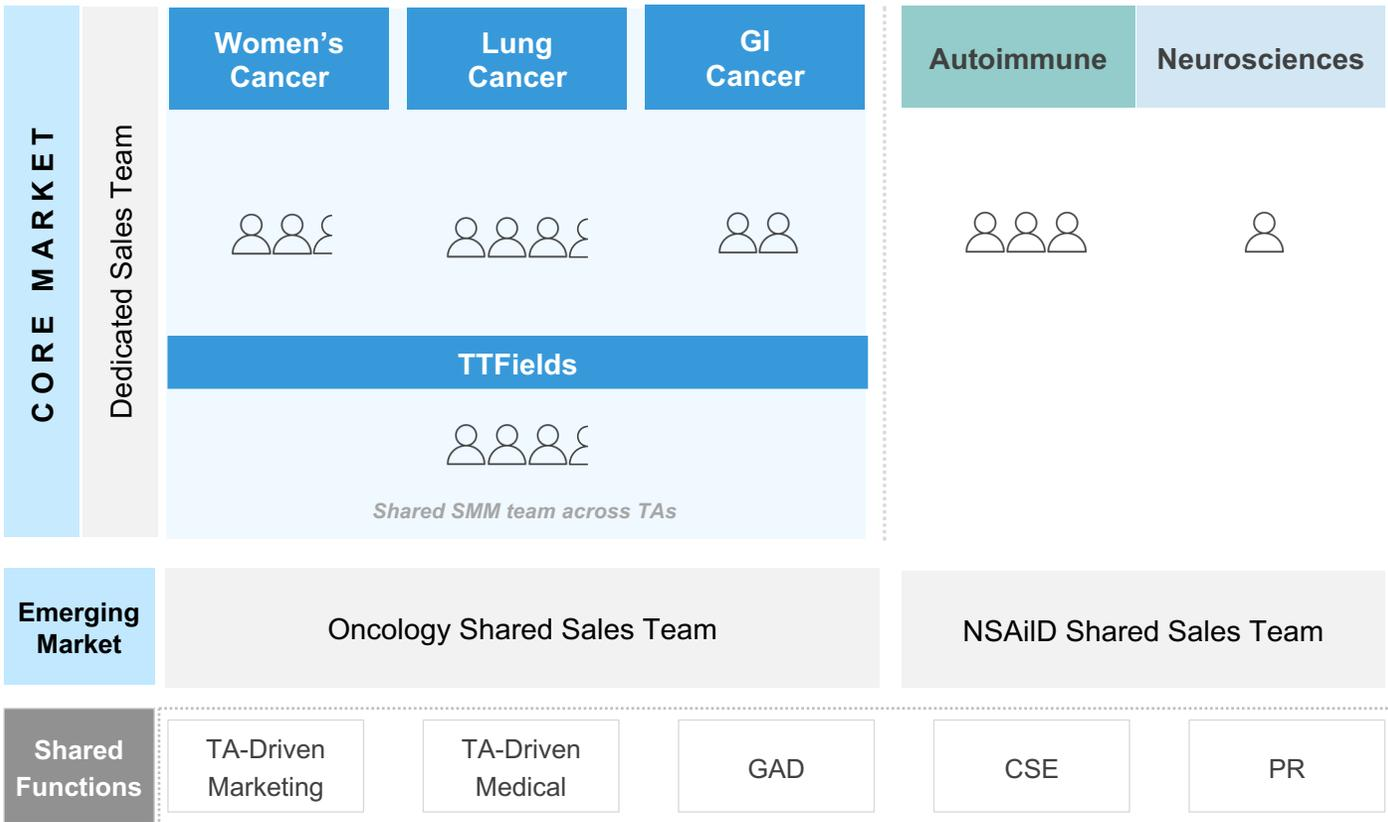 CORE MARKET
Dedicated Sales Team
Women’s
Cancer
Lung
Cancer
GI
Cancer
Autoimmune
Neurosciences
TTFields
Shared SMM team across TAs
Emerging
Market
Oncology Shared Sales Team
NSAiID Shared Sales Team
Shared
Functions
TA-Driven
Marketing
TA-Driven
Medical
GAD
CSE
PR